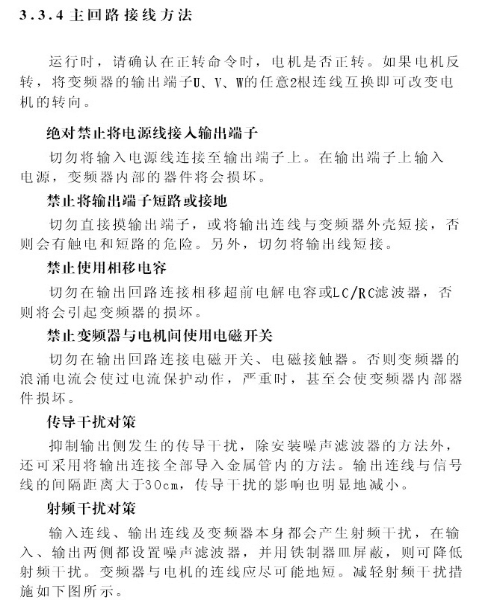 3.3.4主回路接线方法
运行时，请确认在正转命令时，电机是否正转。如果电机反
转，将变频器的输出端子U、V、W的任意2根连线互换即可改变电
机的转向。
绝对禁止将电源线接入输出端子
切勿将输入电源线连接至输出端子上。在输出端子上输入
电源，变频器内部的器件将会损坏。
禁止将输出端子短路或接地
切勿直接摸输出端子，或将输出连线与变频器外壳短接，否
则会有触电和短路的危险。另外，切勿将输出线短接。
禁止使用相移电容
切勿在输出回路连接相移超前电解电容或LC/RC滤波器，否
则将会引起变频器的损坏。
禁止变频器与电机间使用电磁开关
切勿在输出回路连接电磁开关、电磁接触器。否则变频器的
浪涌电流会使过电流保护动作，严重时，甚至会使变频器内部器
件损坏。
传导干扰对策
抑制输出侧发生的传导干扰，除安装噪声滤波器的方法外，
还可采用将输出连接全部导入金属管内的方法。输出连线与信号
线的间隔距离大于30cm，传导干扰的影响也明显地减小。
射频干扰对策
输入连线、输出连线及变频器本身都会产生射频干扰，在输
入、输出两侧都设置噪声滤波器，并用铁制器皿屏蔽，则可降低
射频干扰。变频器与电机的连线应尽可能地短。减轻射频干扰措
施如下图所示。